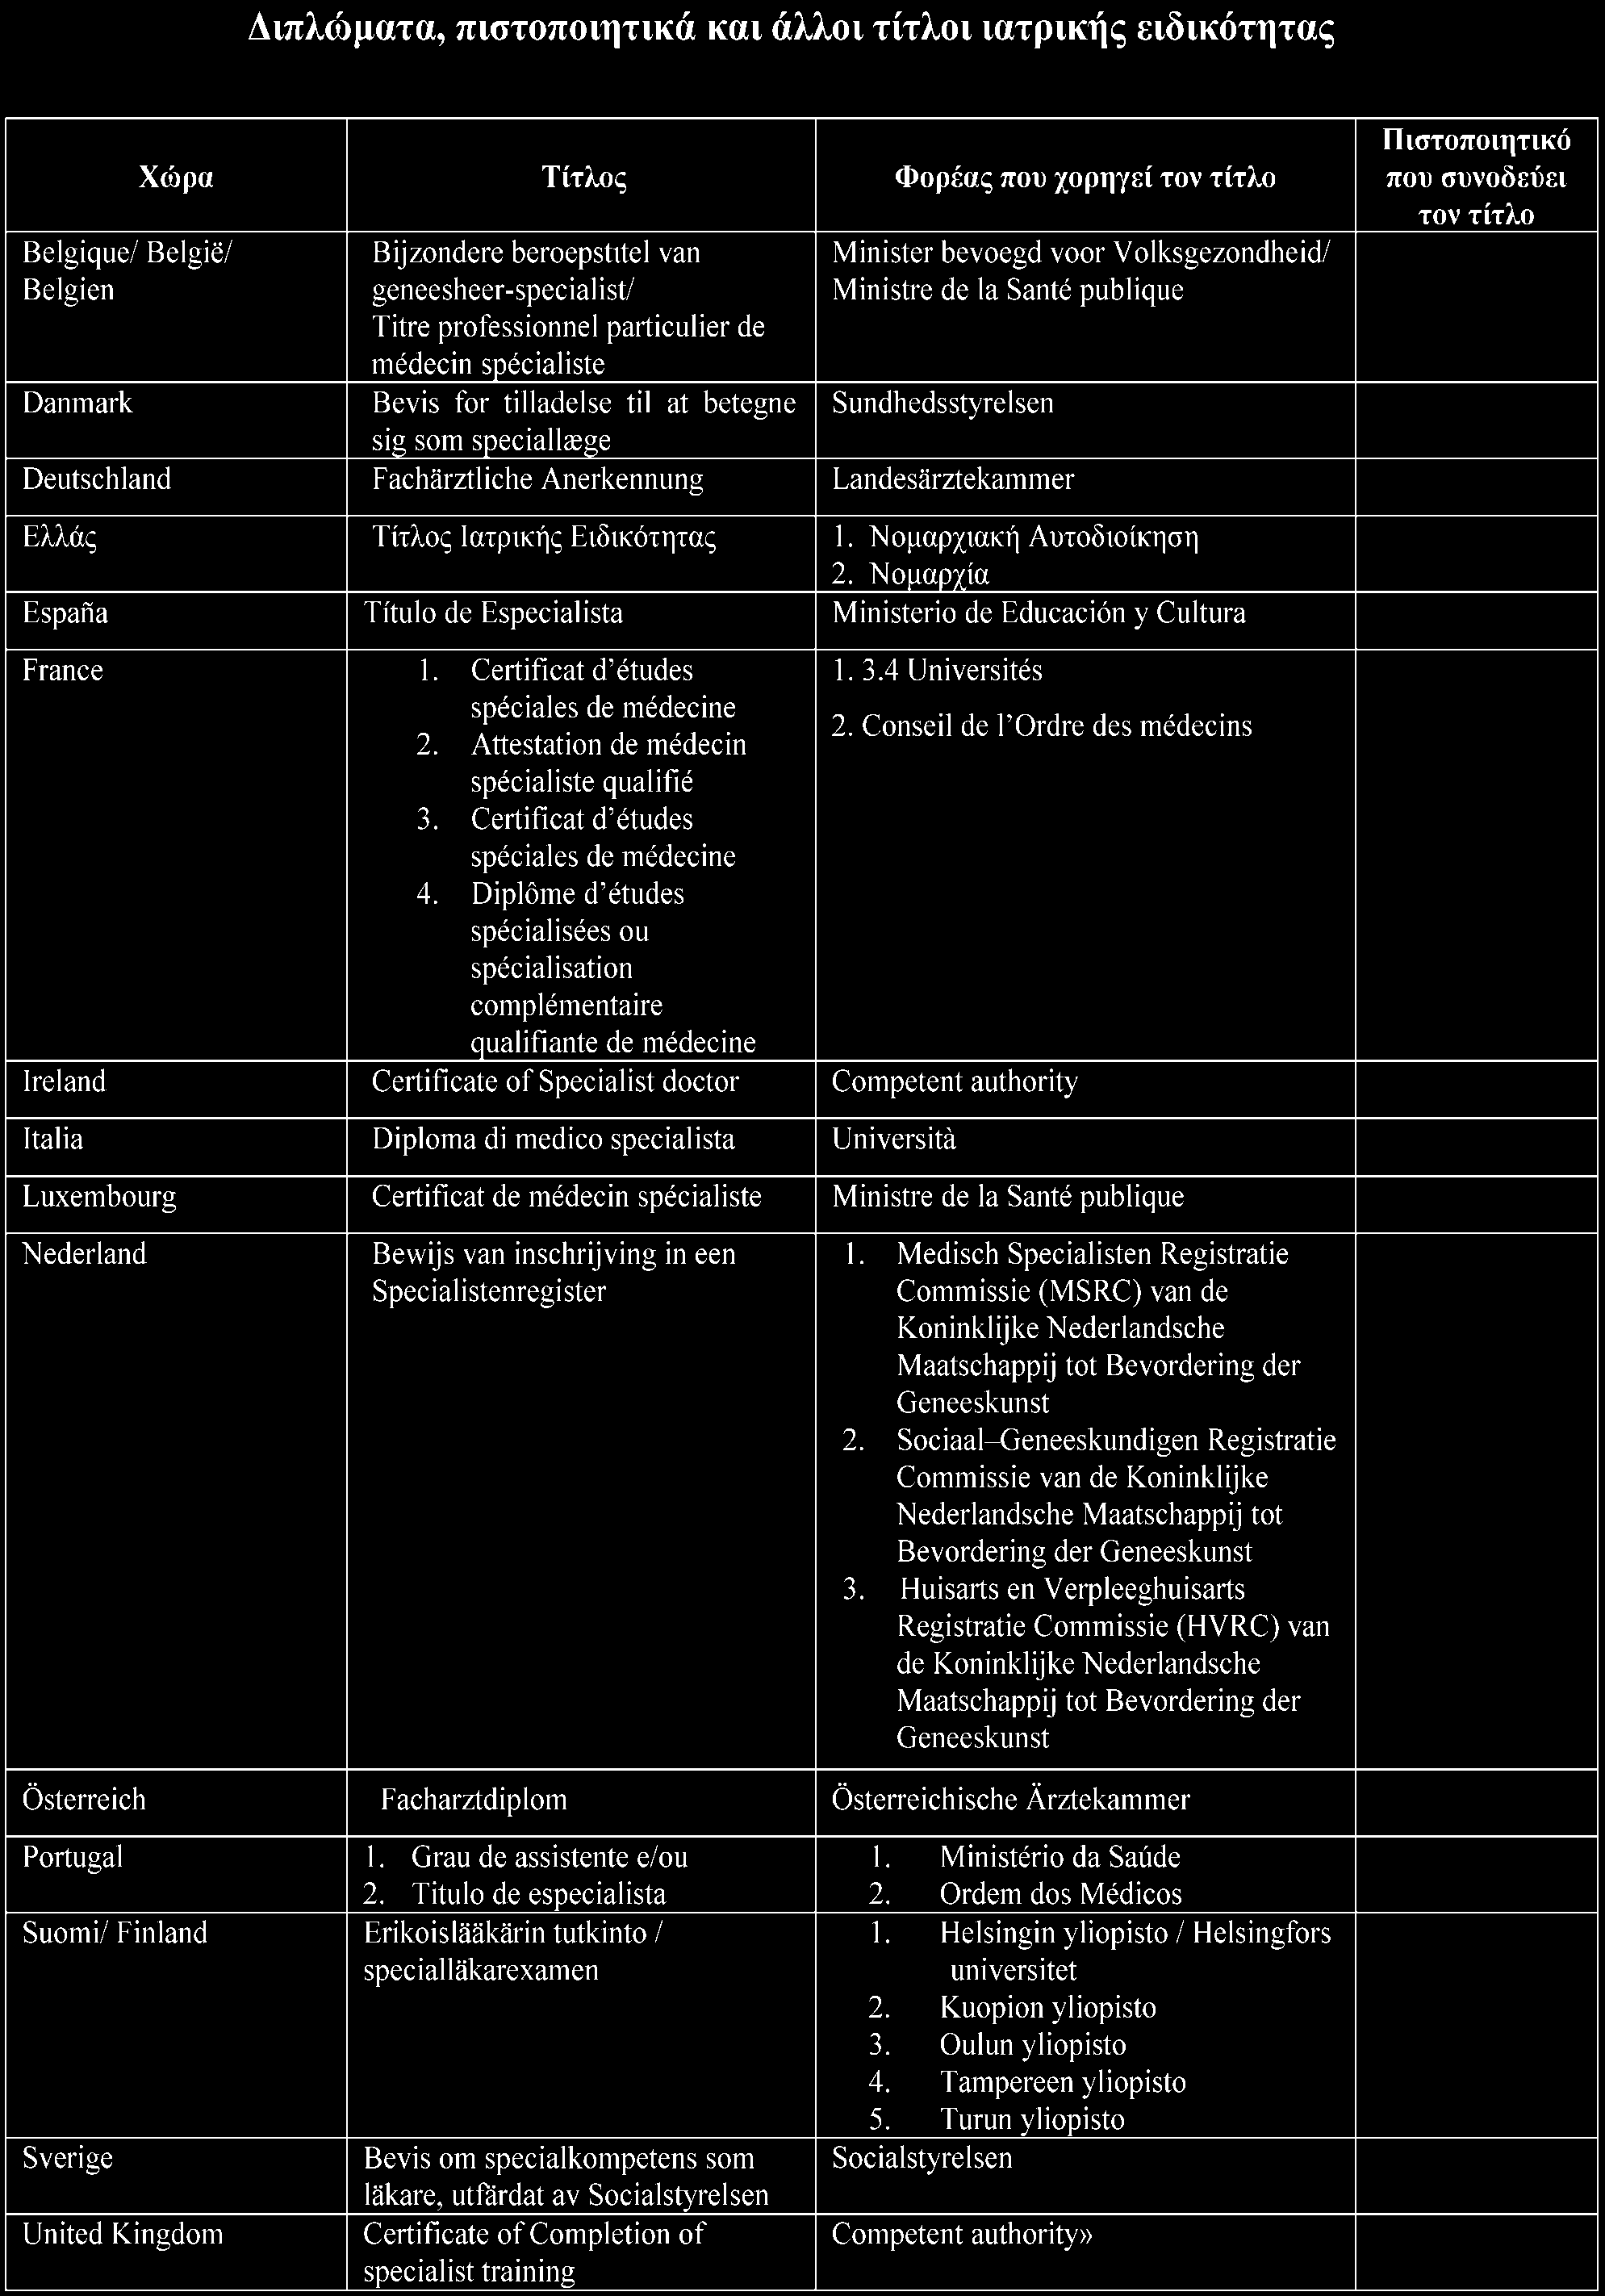 Διπλώματα, πιστοποιητικά και άλλοι τίτλοι ιατρικής ειδικότητας
Χώρα
Τίτλος
Φορέας που χορηγεί τον τίτλο
Πιστοποιητικό
που συνοδεύει
τον τίτλο
Belgique/ België/
Belgien
Bijzondere beroepstitel van
geneesheer-specialist/
Titre professionnel particulier de
médecin spécialiste
Minister bevoegd voor Volksgezondheid/
Ministre de la Santé publique
Danmark
Bevis for tilladelse til at betegne
sig som speciallæge
Sundhedsstyrelsen
Deutschland
Fachärztliche Anerkennung
Landesärztekammer
Ελλάς
Τίτλος Ιατρικής Ειδικότητας
1. Νομαρχιακή Αυτοδιοίκηση
2. Νομαρχία
España
Título de Especialista
Ministerio de Educación y Cultura
France
1. Certificat d’études
spéciales de médecine
2. Attestation de médecin
spécialiste qualifié
3. Certificat d’études
spéciales de médecine
4. Diplôme d’études
spécialisées ou
spécialisation
complémentaire
qualifiante de médecine
1. 3.4 Universités
2. Conseil de l’Ordre des médecins
Ireland
Certificate of Specialist doctor
Competent authority
Italia
Diploma di medico specialista
Università
Luxembourg
Certificat de médecin spécialiste
Ministre de la Santé publique
Nederland
Bewijs van inschrijving in een
Specialistenregister
1. Medisch Specialisten Registratie
Commissie (MSRC) van de
Koninklijke Nederlandsche
Maatschappij tot Bevordering der
Geneeskunst
2. Sociaal–Geneeskundigen Registratie
Commissie van de Koninklijke
Nederlandsche Maatschappij tot
Bevordering der Geneeskunst
3. Huisarts en Verpleeghuisarts
Registratie Commissie (HVRC) van
de Koninklijke Nederlandsche
Maatschappij tot Bevordering der
Geneeskunst
Österreich
Facharztdiplom
Österreichische Ärztekammer
Portugal
1. Grau de assistente e/ou
2. Titulo de especialista
1. Ministério da Saúde
2. Ordem dos Médicos
Suomi/ Finland
Erikoislääkärin tutkinto /
specialläkarexamen
1. Helsingin yliopisto / Helsingfors
universitet
2. Kuopion yliopisto
3. Oulun yliopisto
4. Tampereen yliopisto
5. Turun yliopisto
Sverige
Bevis om specialkompetens som
läkare, utfärdat av Socialstyrelsen
Socialstyrelsen
United Kingdom
Certificate of Completion of
specialist training
Competent authority»